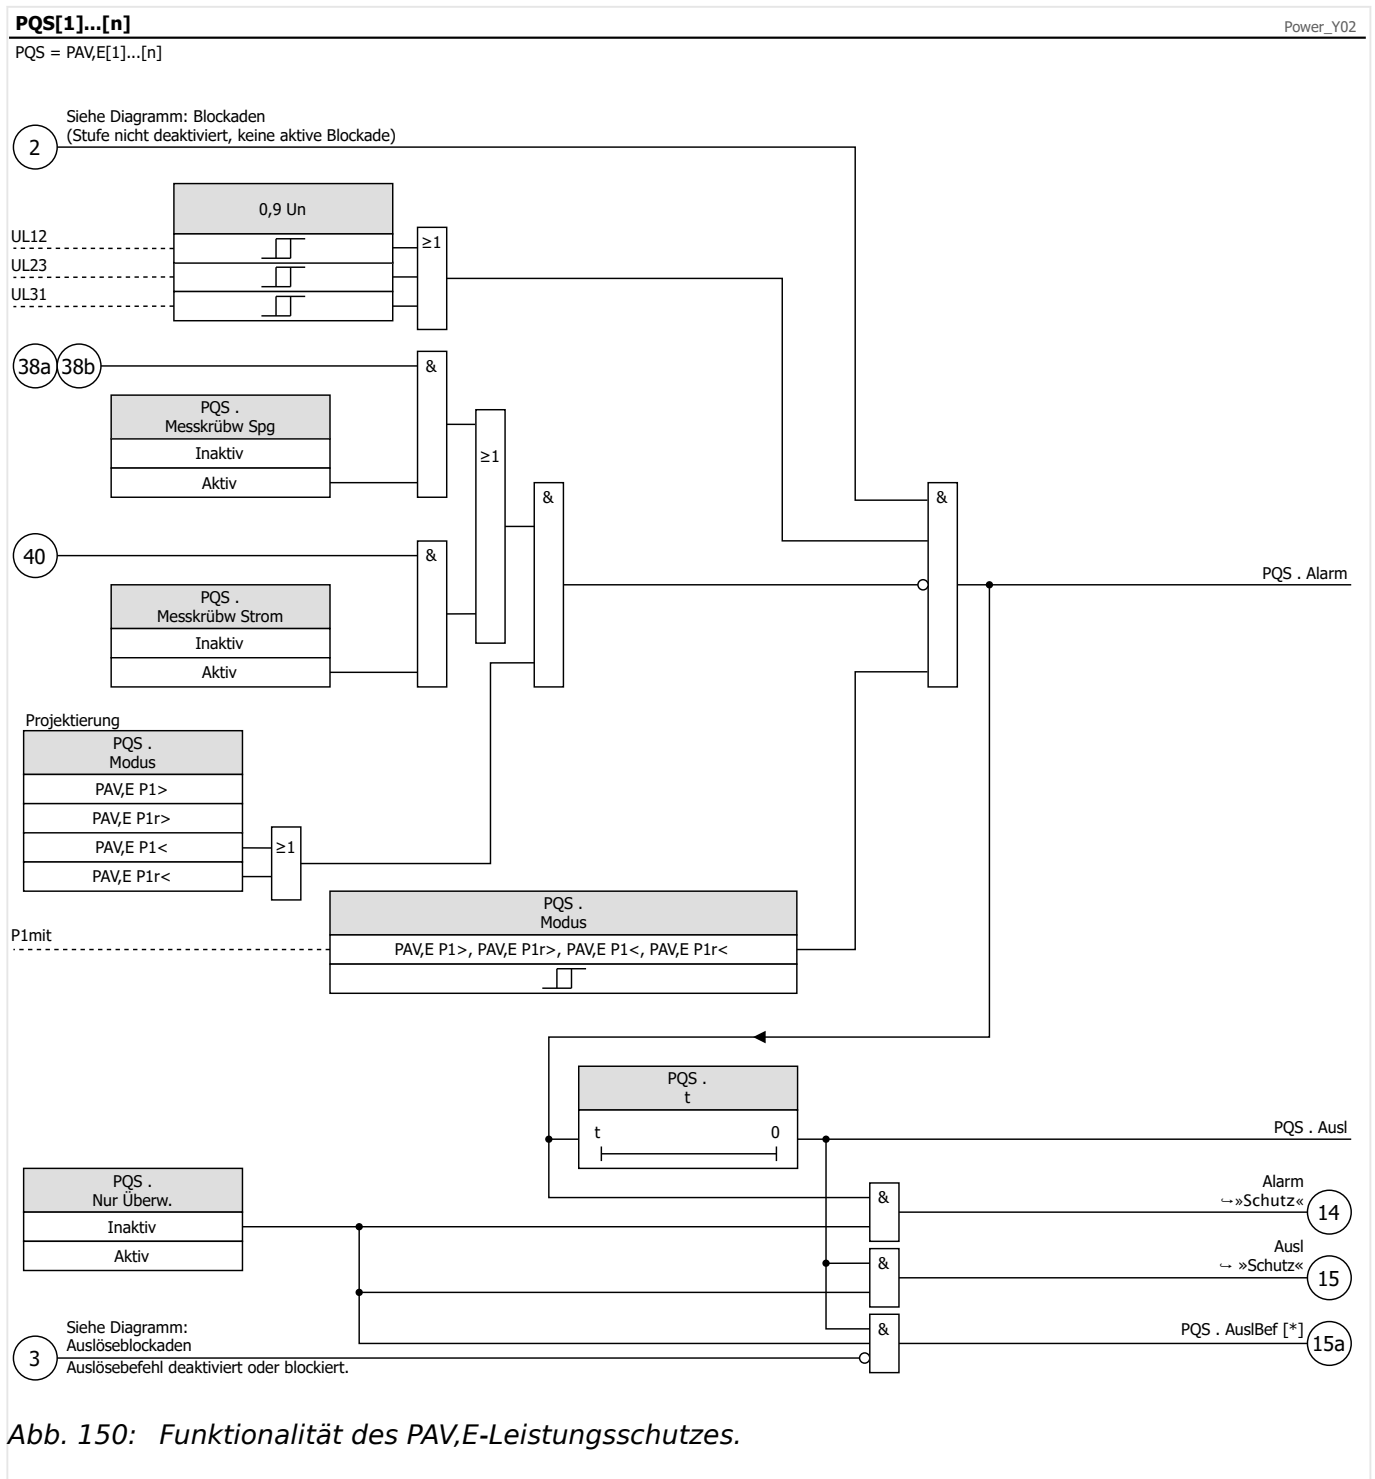 PQS[1]...[n]
Power_Y02
PQS = PAV,E[1]...[n]
Siehe Diagramm: Blockaden
(Stufe nicht deaktiviert, keine aktive Blockade)
2
0,9 Un
UL12
UL23
UL31
≥1
38a 38b
&
PQS .
Messkrübw Spg
Inaktiv
Aktiv
≥1
&
&
40
&
PQS .
Messkrübw Strom
Inaktiv
Aktiv
PQS . Alarm
Projektierung
PQS .
Modus
PAV,E P1>
PAV,E P1r>
PAV,E P1<
PAV,E P1r<
≥1
P1mit
PQS .
Modus
PAV,E P1>, PAV,E P1r>, PAV,E P1<, PAV,E P1r<
PQS .
t
t 0
PQS . Ausl
PQS .
Nur Überw.
Inaktiv
Aktiv
&
Alarm
↪»Schutz«
14
&
Ausl
↪ »Schutz«
15
&
PQS . AuslBef [*]
15a
Siehe Diagramm:
Auslöseblockaden
3
Auslösebefehl deaktiviert oder blockiert.
Abb. 150: Funktionalität des PAV,E-Leistungsschutzes.